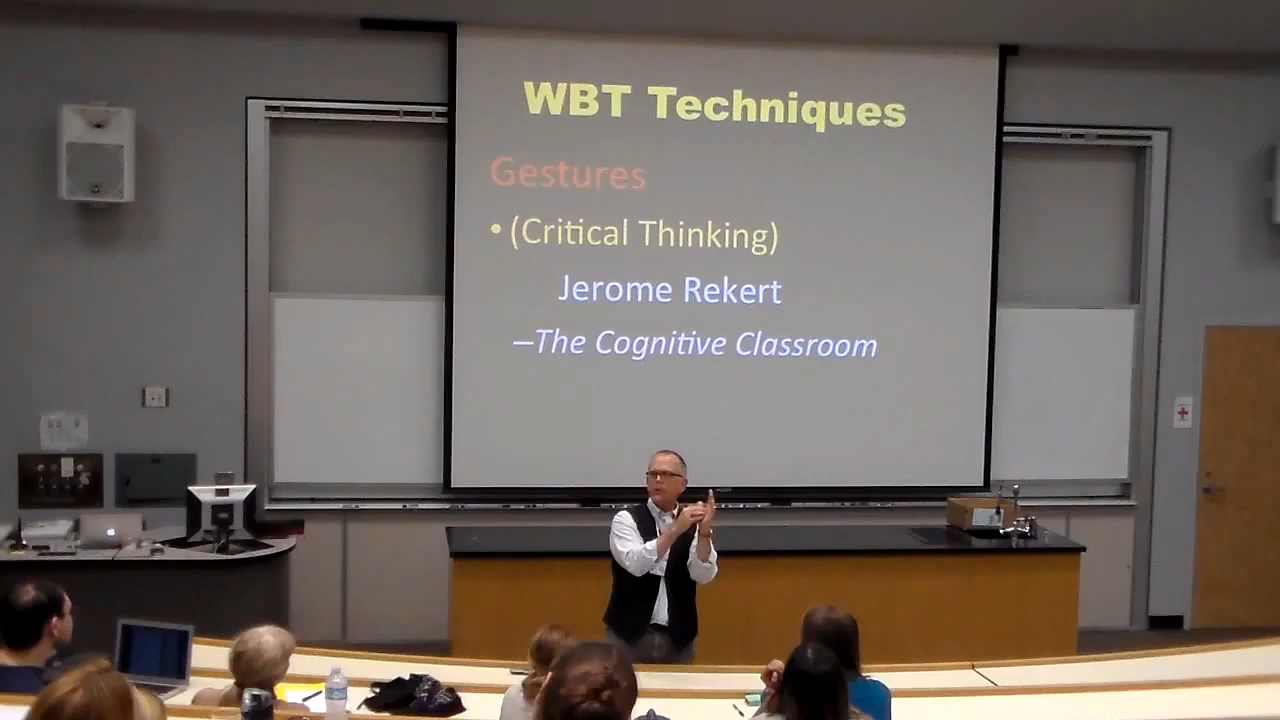 WBT Techniques
Gestures
• (Critical Thinking)
Jerome Rekert
–The Cognitive Classroom